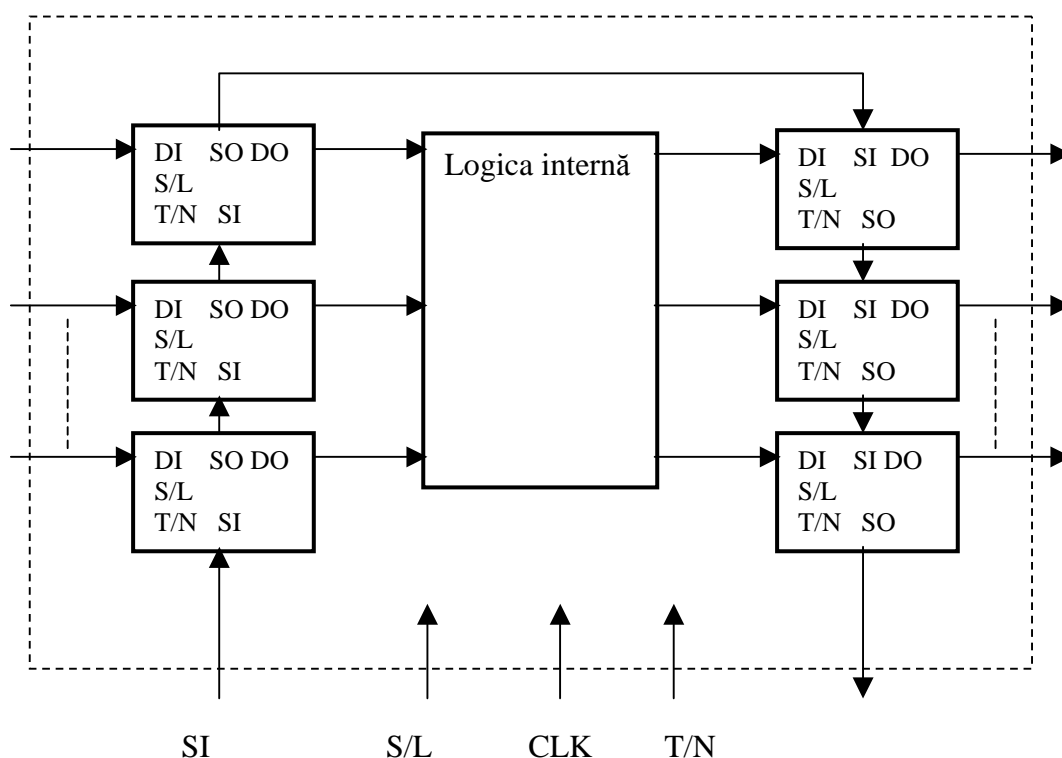 DI SO DO
S/L
T/N SI
DI SO DO
S/L
T/N SI
DI SO DO
S/L
T/N SI
Logica internă
DI SI DO
S/L
T/N SO
DI SI DO
S/L
T/N SO
DI SI DO
S/L
T/N SO
SI S/L CLK T/N